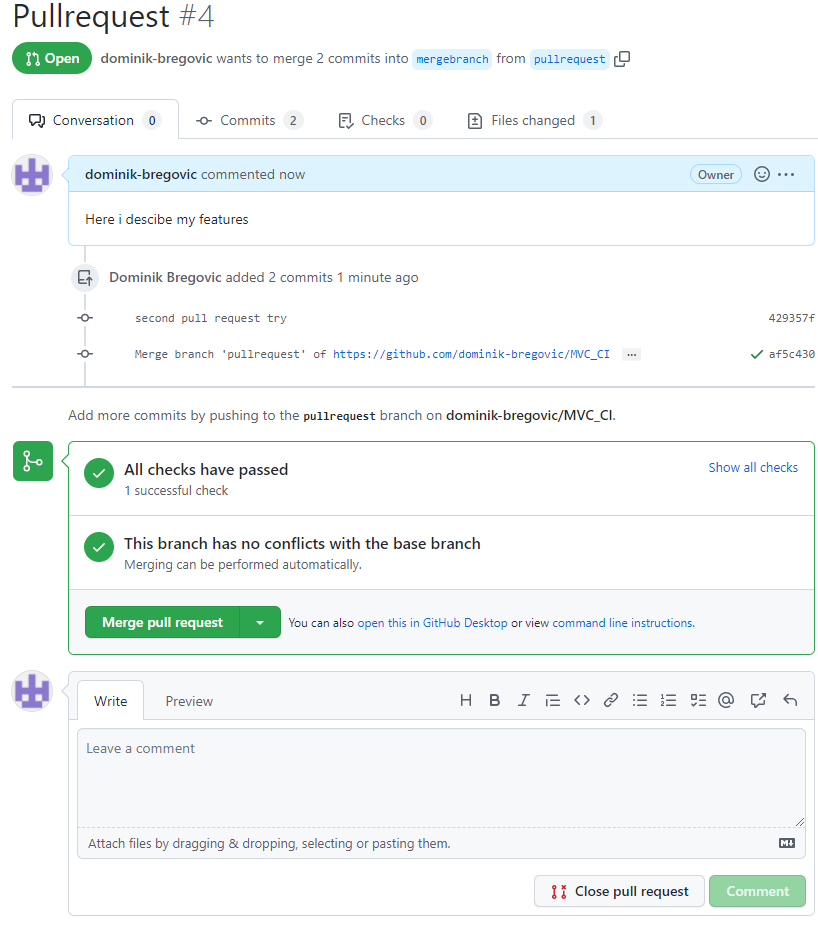 Pullrequest #4
Open dominik-bregovic wants to merge 2 commits into mergebranch from pullrequest
Conversation 0 Commits 2 Checks 0 Files changed 1
dominik-bregovic commented now Owner
Here i descibe my features
Dominik Bregovic added 2 commits 1 minute ago
second pull request try 429357f
Merge branch 'pullrequest' of https://github.com/dominik-bregovic/MVC_CI ... af5c430
Add more commits by pushing to the pullrequest branch on dominik-bregovic/MVC_CI.
All checks have passed Show all checks
1 successful check
This branch has no conflicts with the base branch
Merging can be performed automatically.
Merge pull request You can also open this in GitHub Desktop or view command line instructions.
Write Preview
Leave a comment
Attach files by dragging & dropping, selecting or pasting them.
Close pull request Comment